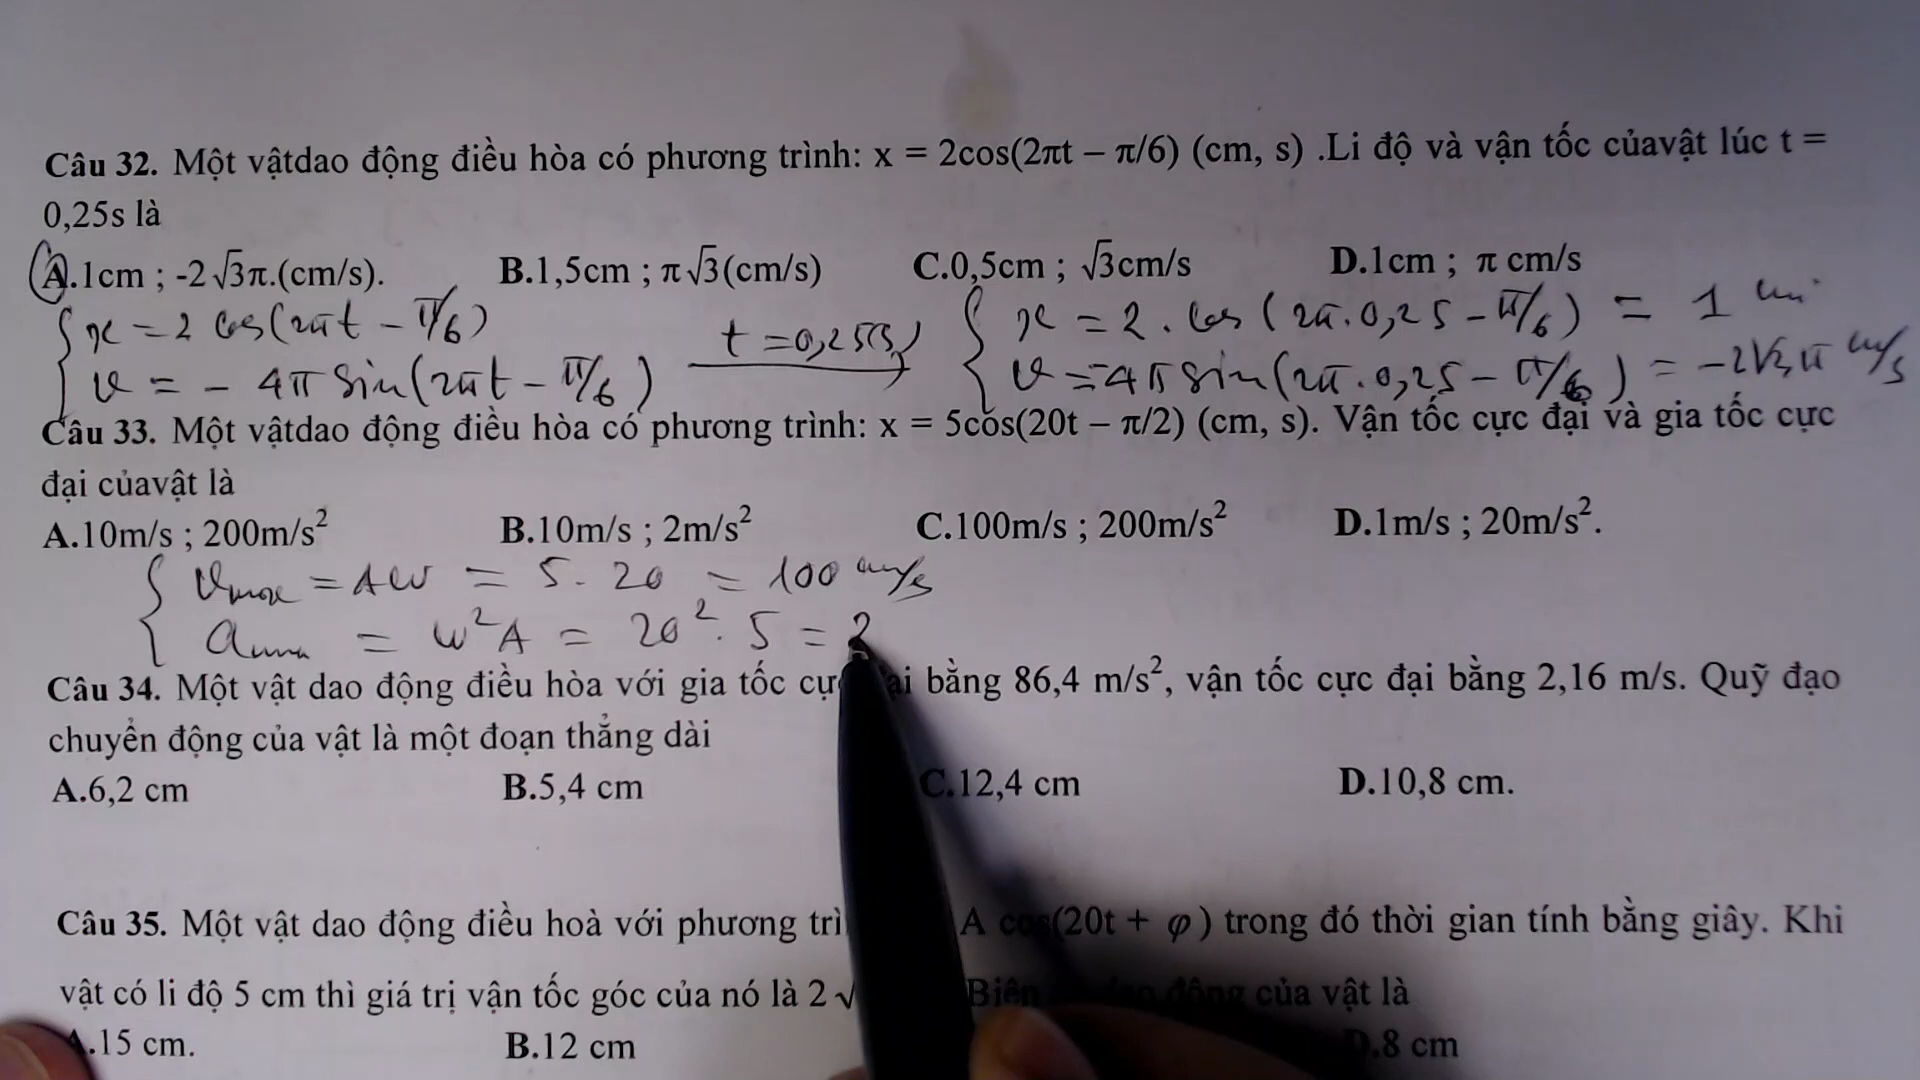 Câu 32. Một vậtdao động điều hòa có phương trình: x = 2cos(2πt – π/6) (cm, s) .Li độ và vận tốc củavật lúc t =
0,25s là
A.1cm ; -2√3π.(cm/s). B.1,5cm ; π√3(cm/s) C.0,5cm ; √3cm/s D.1cm ; π cm/s
{ x = 2 cos(2πt – π/6) t = 0,25(s) { x = 2 . cos (2π.0,25 – π/6) = 1 cm
v = – 4π sin(2πt – π/6) v = -4π sin(2π.0,25 – π/6) = -2√3π cm/s
Câu 33. Một vậtdao động điều hòa có phương trình: x = 5cos(20t – π/2) (cm, s). Vận tốc cực đại và gia tốc cực
đại củavật là
A.10m/s ; 200m/s² B.10m/s ; 2m/s² C.100m/s ; 200m/s² D.1m/s ; 20m/s².
{ vmax = Aω = 5 . 20 = 100 cm/s
amax = ω²A = 20² . 5 = 2
Câu 34. Một vật dao động điều hòa với gia tốc cực đại bằng 86,4 m/s², vận tốc cực đại bằng 2,16 m/s. Quỹ đạo
chuyển động của vật là một đoạn thẳng dài
A.6,2 cm B.5,4 cm C.12,4 cm D.10,8 cm.
Câu 35. Một vật dao động điều hoà với phương A cos(20t + φ ) trong đó thời gian tính bằng giây. Khi
vật có li độ 5 cm thì giá trị vận tốc góc của nó là 2 √ Biên động của vật là
A.15 cm. B.12 cm D.8 cm